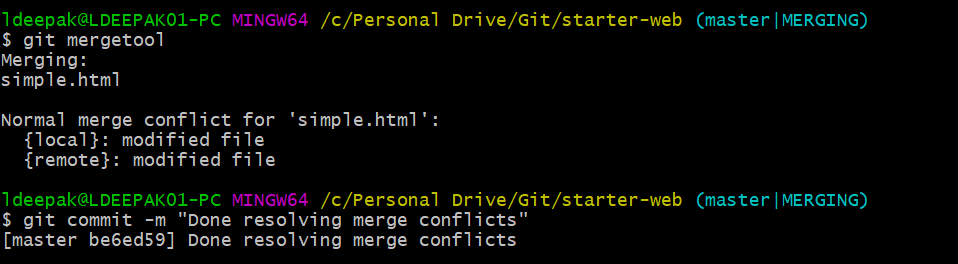 ldeepak@LDEEPAK01-PC MINGW64 /c/Personal Drive/Git/starter-web (master|MERGING)
$ git mergetool
Merging:
simple.html

Normal merge conflict for 'simple.html':
  {local}: modified file
  {remote}: modified file

ldeepak@LDEEPAK01-PC MINGW64 /c/Personal Drive/Git/starter-web (master|MERGING)
$ git commit -m "Done resolving merge conflicts"
[master be6ed59] Done resolving merge conflicts